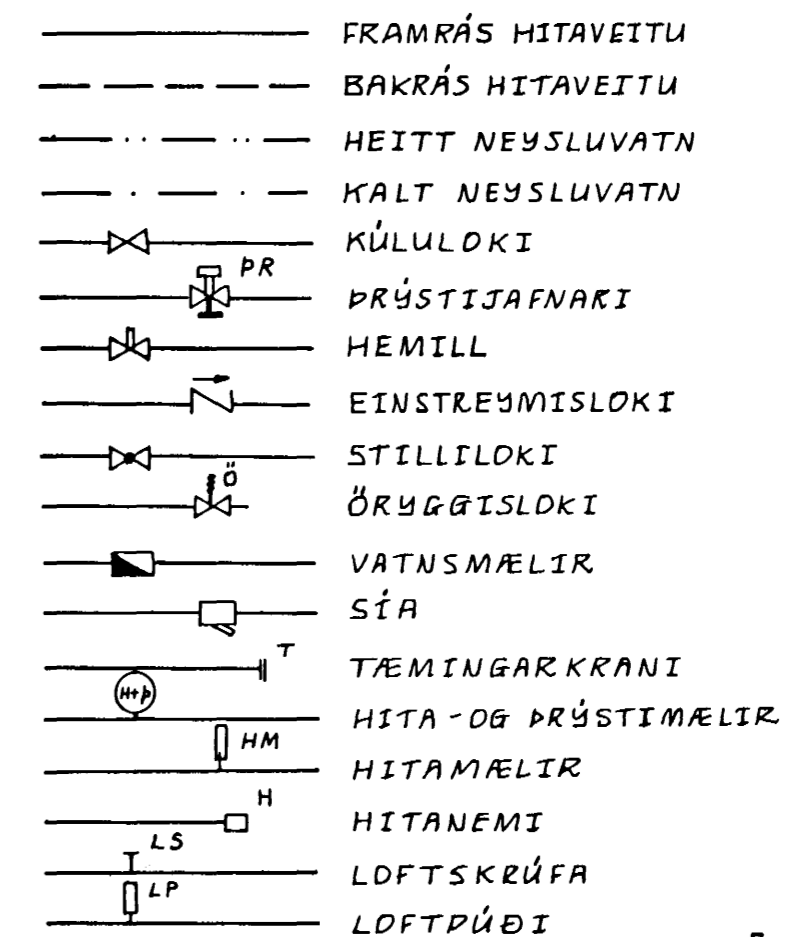 FRAMRÁS HITAVEITU
BAKRÁS HITAVEITU
HEITT NEYSLUVATN
KALT NEYSLUVATN
KÚLULOKI
ÞR ÞRÝSTIJAFNARI
HEMILL
EINSTREYMISLOKI
STILLILOKI
Ö ÖRYGGISLOKI
VATNSMÆLIR
SÍA
T TÆMINGARKRANI
H+Þ HITA-OG ÞRÝSTIMÆLIR
HM HITAMÆLIR
H HITANEMI
LS LOFTSKRÚFA
LP LOFTPÚÐI